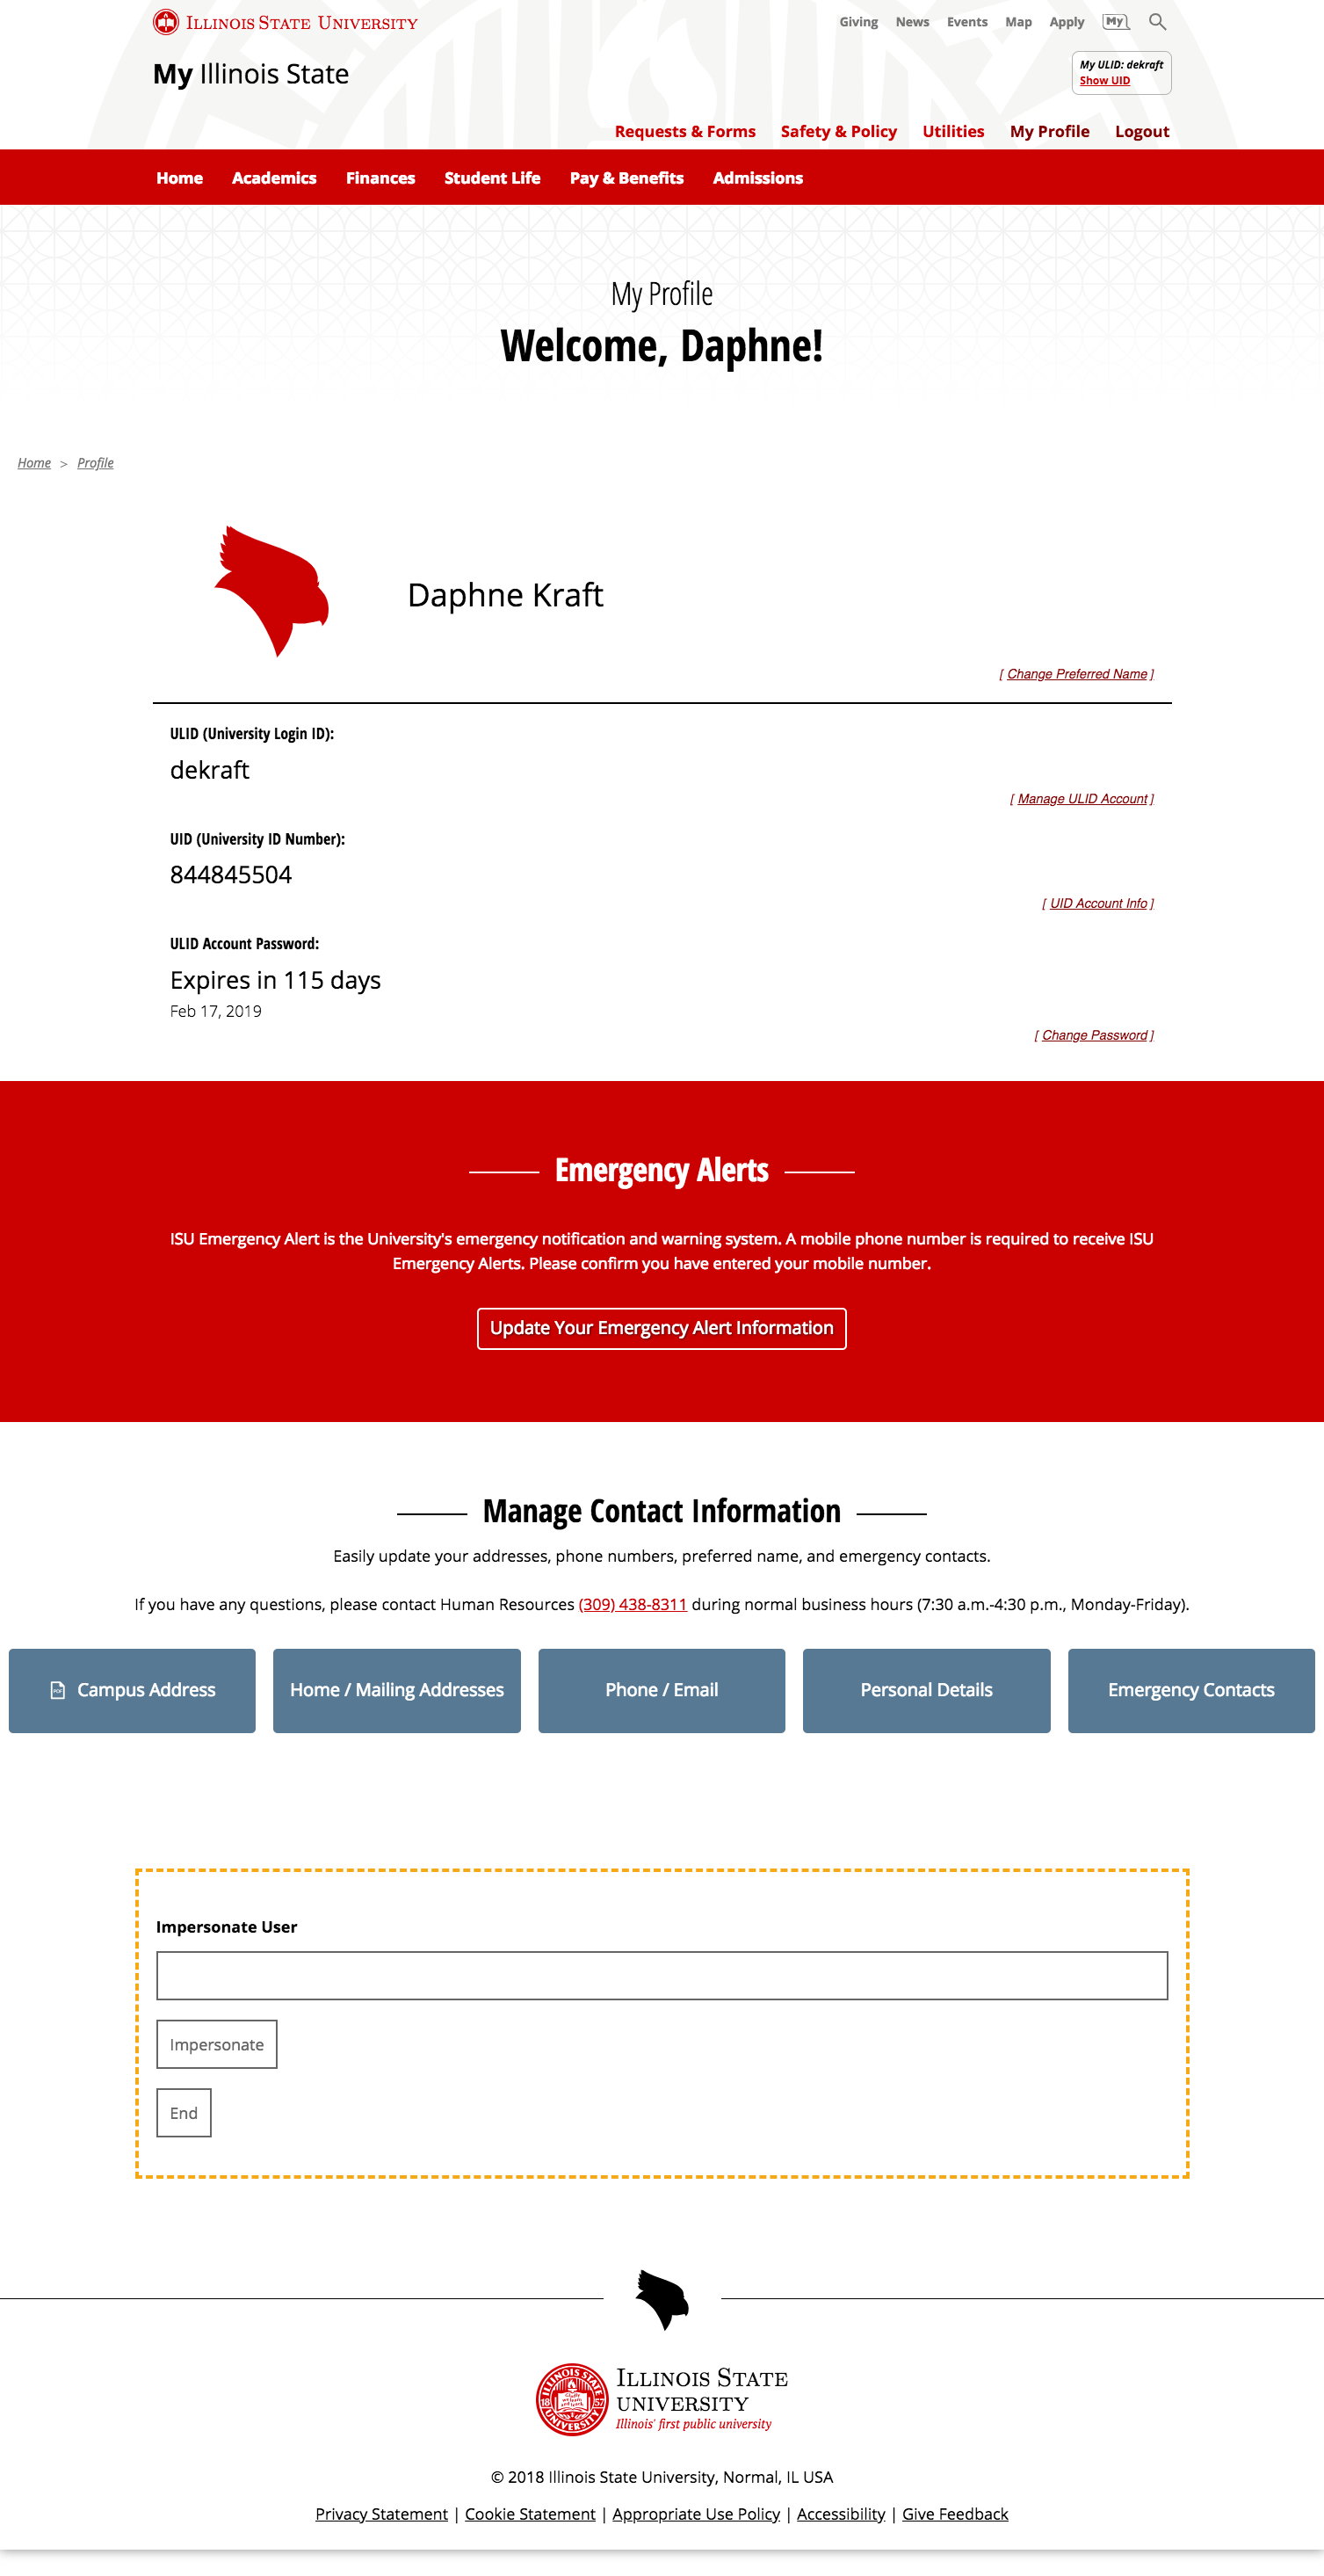 ILLINOIS STATE UNIVERSITY
Giving News Events Map Apply My
My Illinois State
My ULID: dekraft
Show UID
Requests & Forms Safety & Policy Utilities My Profile Logout
Home Academics Finances Student Life Pay & Benefits Admissions
My Profile
Welcome, Daphne!
Home > Profile
Daphne Kraft
[ Change Preferred Name ]
ULID (University Login ID):
dekraft
[ Manage ULID Account ]
UID (University ID Number):
844845504
[ UID Account Info ]
ULID Account Password:
Expires in 115 days
Feb 17, 2019
[ Change Password ]
Emergency Alerts
ISU Emergency Alert is the University's emergency notification and warning system. A mobile phone number is required to receive ISU
Emergency Alerts. Please confirm you have entered your mobile number.
Update Your Emergency Alert Information
Manage Contact Information
Easily update your addresses, phone numbers, preferred name, and emergency contacts.
If you have any questions, please contact Human Resources (309) 438-8311 during normal business hours (7:30 a.m.-4:30 p.m., Monday-Friday).
Campus Address Home / Mailing Addresses Phone / Email Personal Details Emergency Contacts
Impersonate User
Impersonate
End
ILLINOIS STATE
UNIVERSITY
Illinois' first public university
© 2018 Illinois State University, Normal, IL USA
Privacy Statement | Cookie Statement | Appropriate Use Policy | Accessibility | Give Feedback